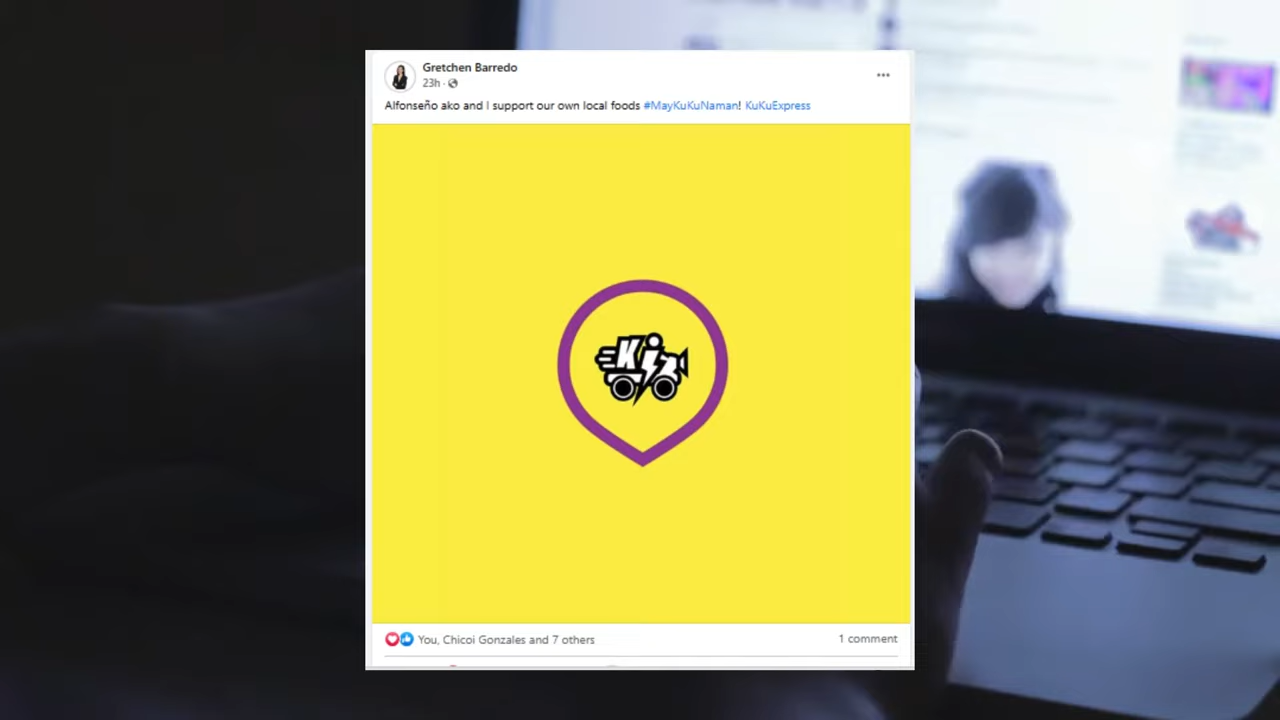 Gretchen Barredo
23h ·
Alfonseño ako and I support our own local foods #MayKuKuNaman! KuKuExpress
K
You, Chicoi Gonzales and 7 others
1 comment